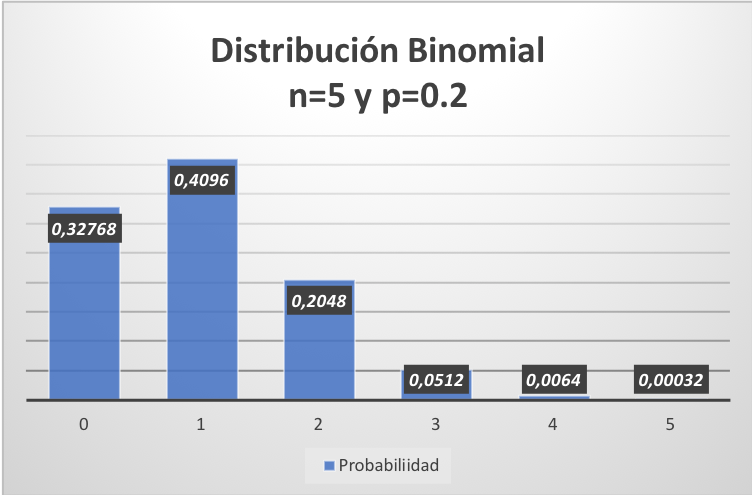 Distribución Binomial
n=5 y p=0.2
0,32768
0,4096
0,2048
0,0512
0,0064
0,00032
0 1 2 3 4 5
Probabiliidad